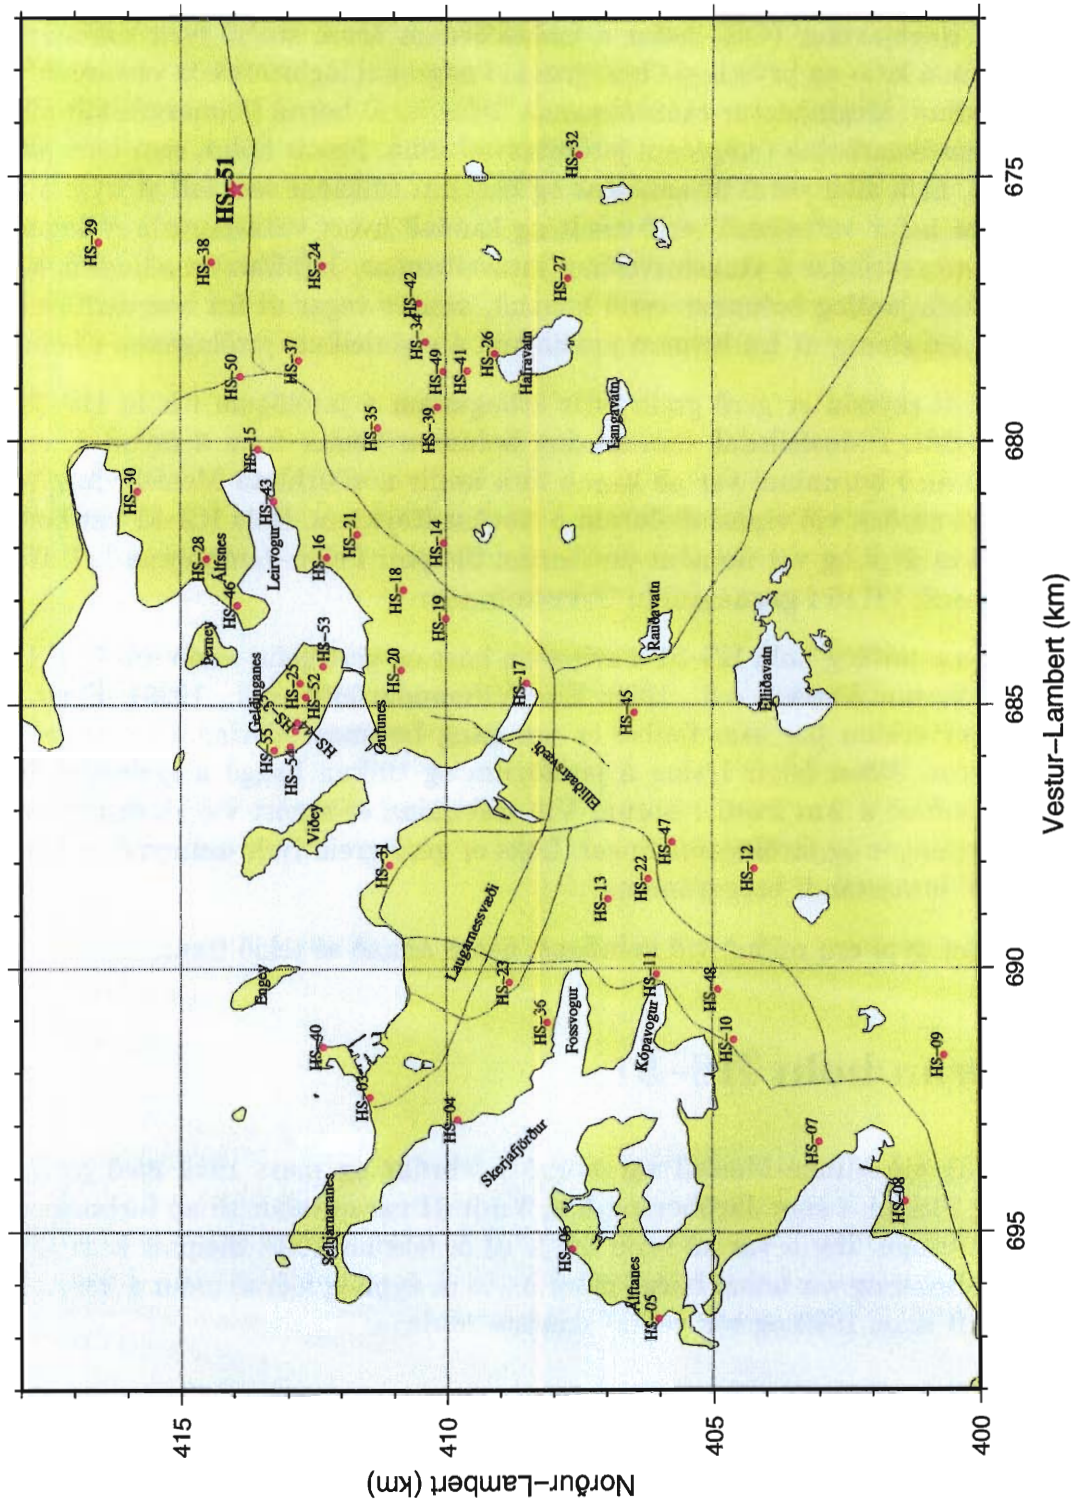 HS–29
HS–30
415
HS–28
HS–38
Þerney
Álfsnes
HS–51
HS–46
HS–50
HS–15
Geldinganes
Engey
HS–43
HS–55
Leirvogur
HS–37
HS–54
HS–25
HS–52
Viðey
HS–24
HS–40
HS–16
HS–53
Seltjarnarnes
HS–21
HS–03
HS–35
Gufunes
HS–31
HS–18
HS–20
HS–42
HS–34
410
HS–39
HS–49
HS–14
HS–19
HS–04
HS–41
HS–26
Laugarnessvæði
HS–23
Skerjafjörður
HS–17
Hafravatn
HS–36
Elliðaársvæði
HS–27
HS–06
Fossvogur
HS–32
HS–13
Langavatn
HS–45
Álftanes
HS–22
Kópavogur
HS–05
HS–11
Rauðavatn
HS–47
HS–48
405
HS–10
HS–12
Elliðavatn
HS–07
HS–08
HS–09
400
695
690
685
680
675
Norður–Lambert (km)
Vestur–Lambert (km)